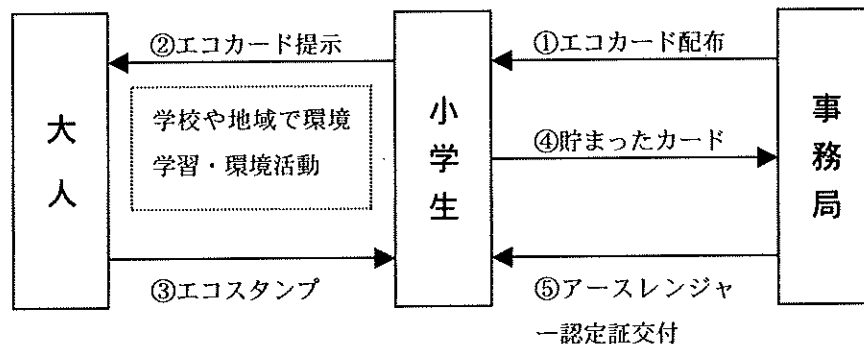 ②エコカード提示
①エコカード配布
大人
学校や地域で環境
学習・環境活動
小学生
④貯まったカード
事務局
③エコスタンプ
⑤アースレンジャ
ー認定証交付